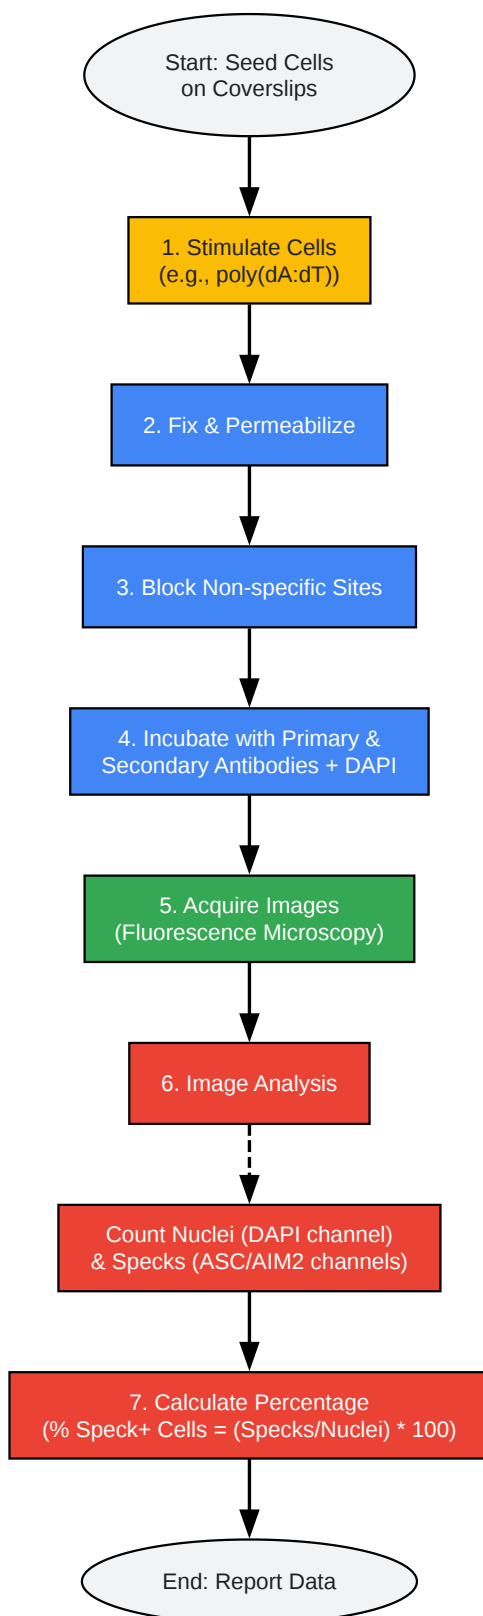 Start: Seed Cells
on Coverslips
1. Stimulate Cells
(e.g., poly(dA:dT))
2. Fix & Permeabilize
3. Block Non-specific Sites
4. Incubate with Primary &
Secondary Antibodies + DAPI
5. Acquire Images
(Fluorescence Microscopy)
6. Image Analysis
Count Nuclei (DAPI channel)
& Specks (ASC/AIM2 channels)
7. Calculate Percentage
(% Speck+ Cells = (Specks/Nuclei) * 100)
End: Report Data